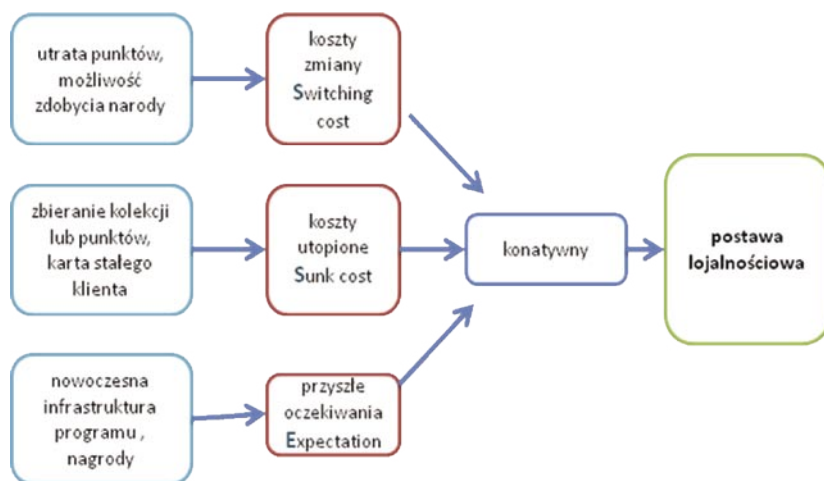 utrata punktów,
możliwość
zdobycia narody
koszty
zmiany
Switching
cost
zbieranie kolekcji
lub punktów,
karta stałego
klienta
koszty
utopione
Sunk cost
konatywny
postawa
lojalnościowa
nowoczesna
infrastruktura
programu ,
nagrody
przyszłe
oczekiwania
Expectation